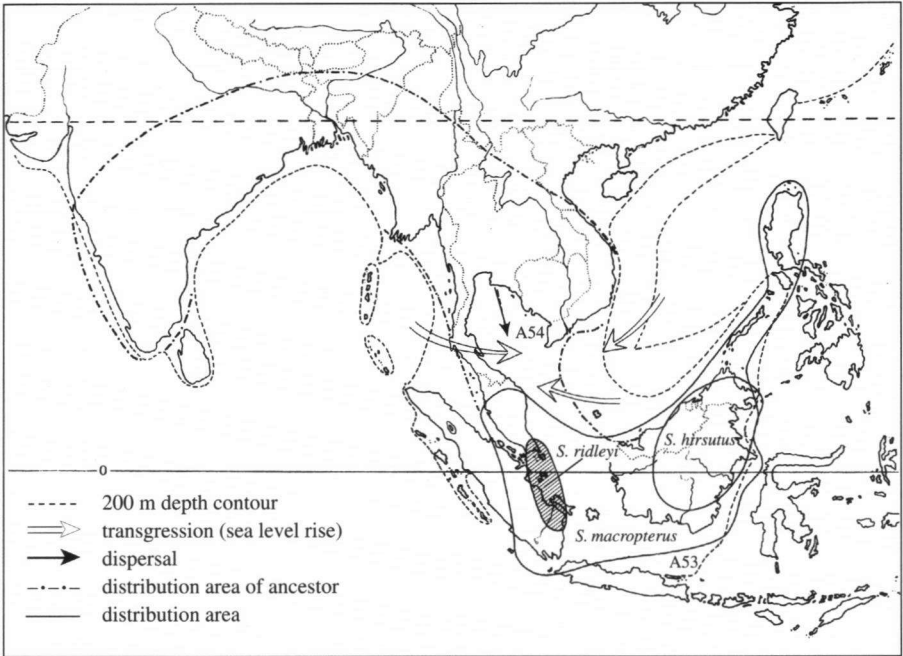 A54
S. hirsutus
S. ridleyi
0
S. macropterus
A53
200 m depth contour
transgression (sea level rise)
dispersal
distribution area of ancestor
distribution area